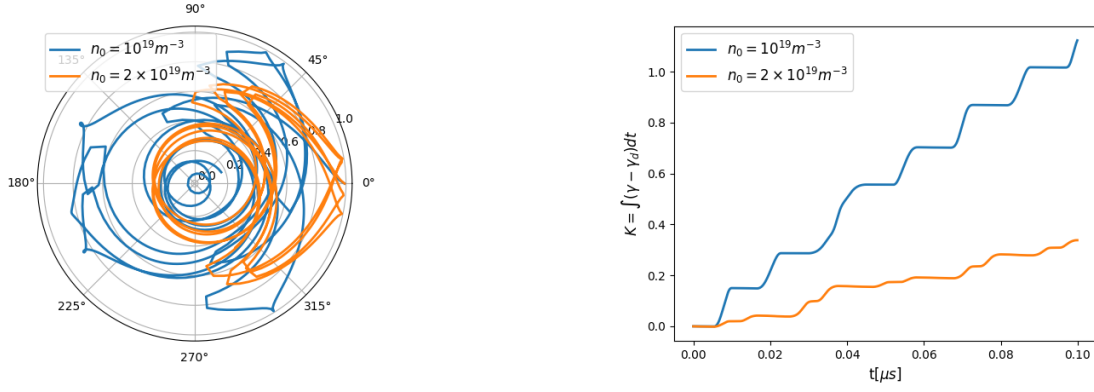 90°
n₀ = 10¹⁹m⁻³
n₀ = 2 × 10¹⁹m⁻³
135°
45°
1.0
0.8
0.6
0.4
0.2
0.0
180°
0°
225°
315°
270°
n₀ = 10¹⁹m⁻³
n₀ = 2 × 10¹⁹m⁻³
K = ∫(γ − γ_d)dt
1.0
0.8
0.6
0.4
0.2
0.0
0.00 0.02 0.04 0.06 0.08 0.10
t[μs]